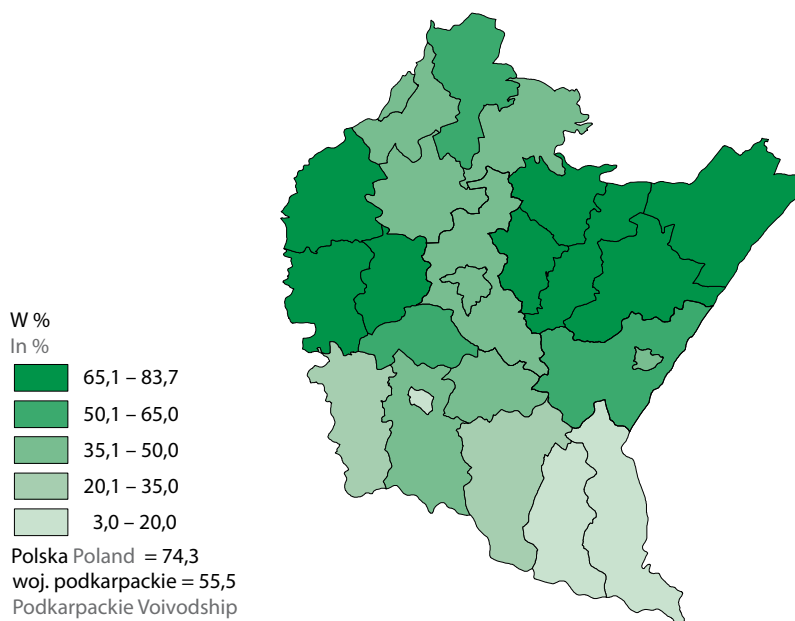 W %
In %
65,1 – 83,7
50,1 – 65,0
35,1 – 50,0
20,1 – 35,0
3,0 – 20,0
Polska Poland = 74,3
woj. podkarpackie = 55,5
Podkarpackie Voivodship